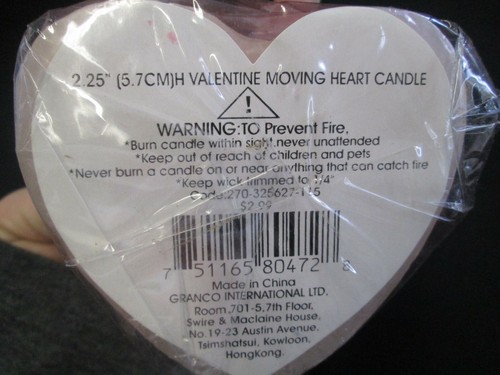 2.25" (5.7CM)H VALENTINE MOVING HEART CANDLE
!
WARNING:TO Prevent Fire,
*Burn candle within sight,never unattended
*Keep out of reach of children and pets
*Never burn a candle on or near anything that can catch fire
*Keep wick trimmed to 1/4"
Code:270-325627-115
$2.99
7 51165 80472
Made in China
GRANCO INTERNATIONAL LTD.
Room.701-5,7th Floor,
Swire & Maclaine House,
No.19-23 Austin Avenue,
Tsimshatsui, Kowloon,
HongKong.